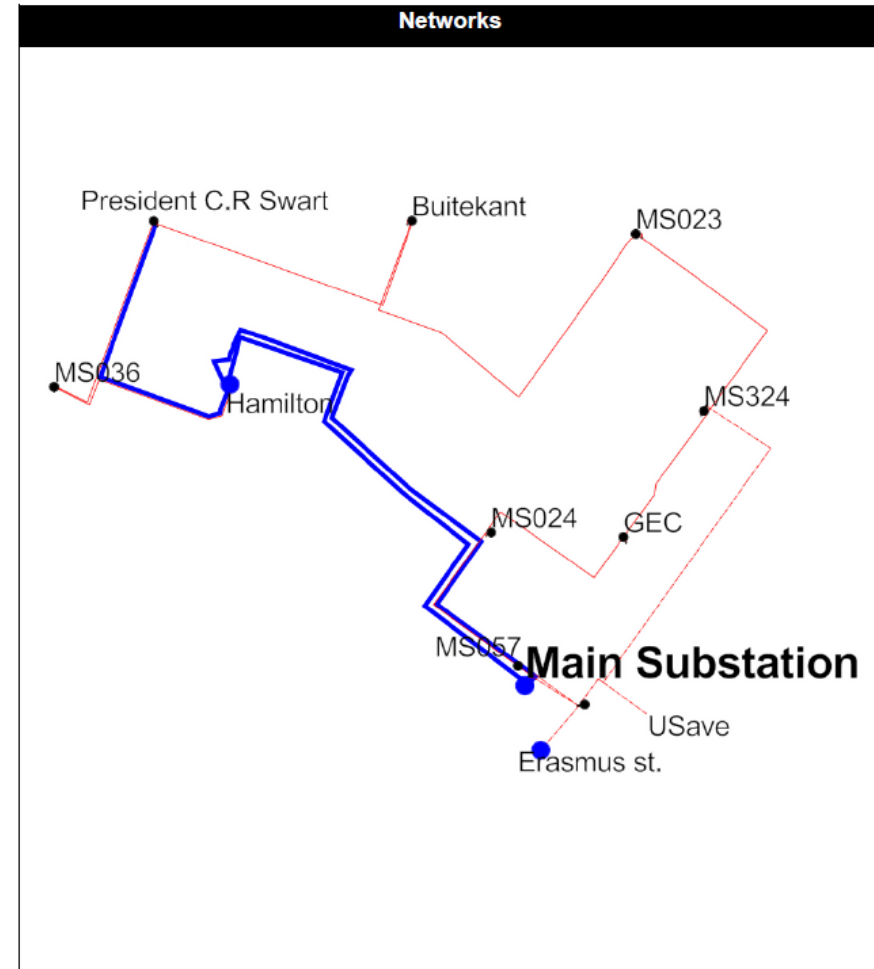 Networks
President C.R Swart
Buitekant
MS023
MS036
Hamilton
MS324
MS024
GEC
MS057
Main Substation
USave
Erasmus st.